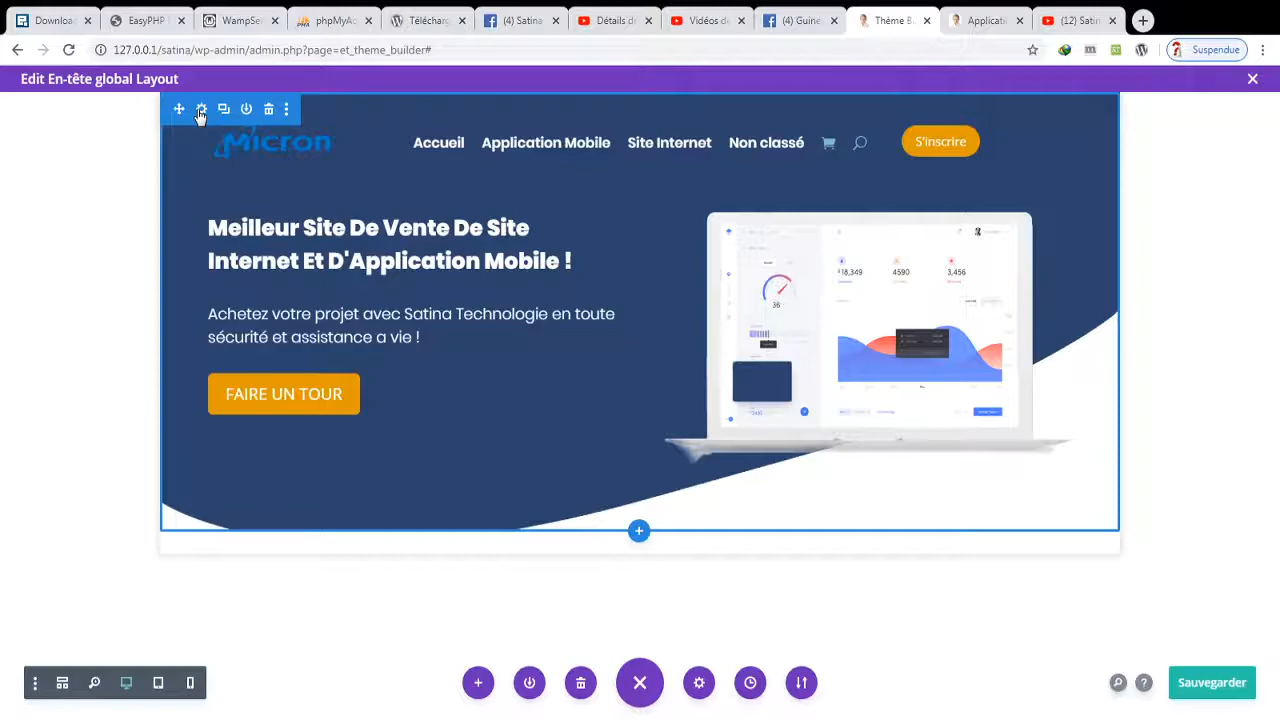 Download
EasyPHP
WampSer
phpMyAd
Télécharg
(4) Satina
Détails de
Vidéos de
(4) Guine
Thème B
Applicatio
(12) Satin
127.0.0.1/satina/wp-admin/admin.php?page=et_theme_builder#
Suspendue
Edit En-tête global Layout
Micron
Accueil Application Mobile Site Internet Non classé
S'inscrire
Meilleur Site De Vente De Site
Internet Et D'Application Mobile !
Achetez votre projet avec Satina Technologie en toute
sécurité et assistance a vie !
FAIRE UN TOUR
18,349 4590 3,456
36
Sauvegarder